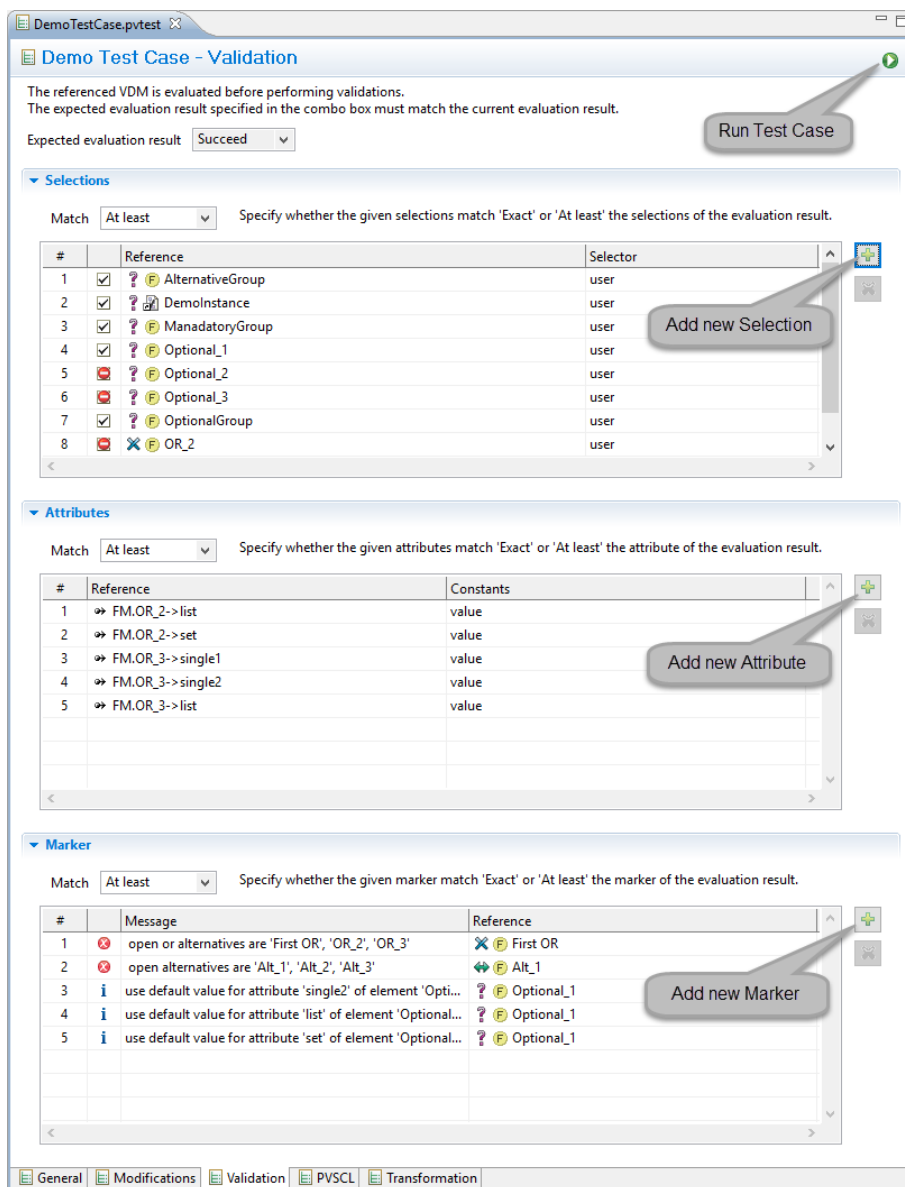 DemoTestCase.pvtest
Demo Test Case - Validation
The referenced VDM is evaluated before performing validations.
The expected evaluation result specified in the combo box must match the current evaluation result.
Run Test Case
Expected evaluation result Succeed
Selections
Match At least Specify whether the given selections match 'Exact' or 'At least' the selections of the evaluation result.
# Reference Selector
1 ? F AlternativeGroup user
2 ? DemoInstance user
3 ? F ManadatoryGroup user
4 ? F Optional_1 user
5 ? F Optional_2 user
6 ? F Optional_3 user
7 ? F OptionalGroup user
8 F OR_2 user
Add new Selection
Attributes
Match At least Specify whether the given attributes match 'Exact' or 'At least' the attribute of the evaluation result.
# Reference Constants
1 FM.OR_2->list value
2 FM.OR_2->set value
3 FM.OR_3->single1 value
4 FM.OR_3->single2 value
5 FM.OR_3->list value
Add new Attribute
Marker
Match At least Specify whether the given marker match 'Exact' or 'At least' the marker of the evaluation result.
# Message Reference
1 open or alternatives are 'First OR', 'OR_2', 'OR_3' F First OR
2 open alternatives are 'Alt_1', 'Alt_2', 'Alt_3' F Alt_1
3 i use default value for attribute 'single2' of element 'Opti... ? F Optional_1
4 i use default value for attribute 'list' of element 'Optional... ? F Optional_1
5 i use default value for attribute 'set' of element 'Optional... ? F Optional_1
Add new Marker
General Modifications Validation PVSCL Transformation